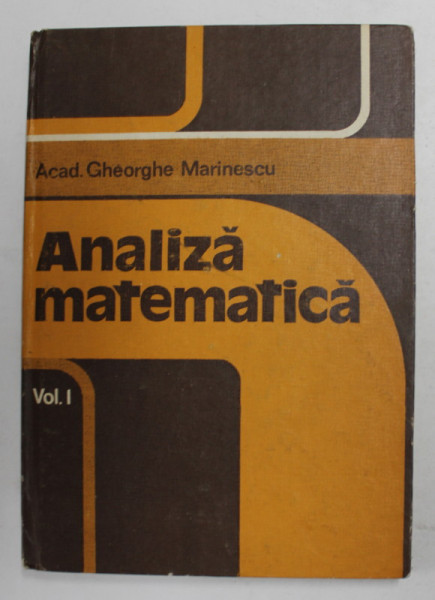 Acad. Gheorghe Marinescu
Analiză
matematică
Vol. I